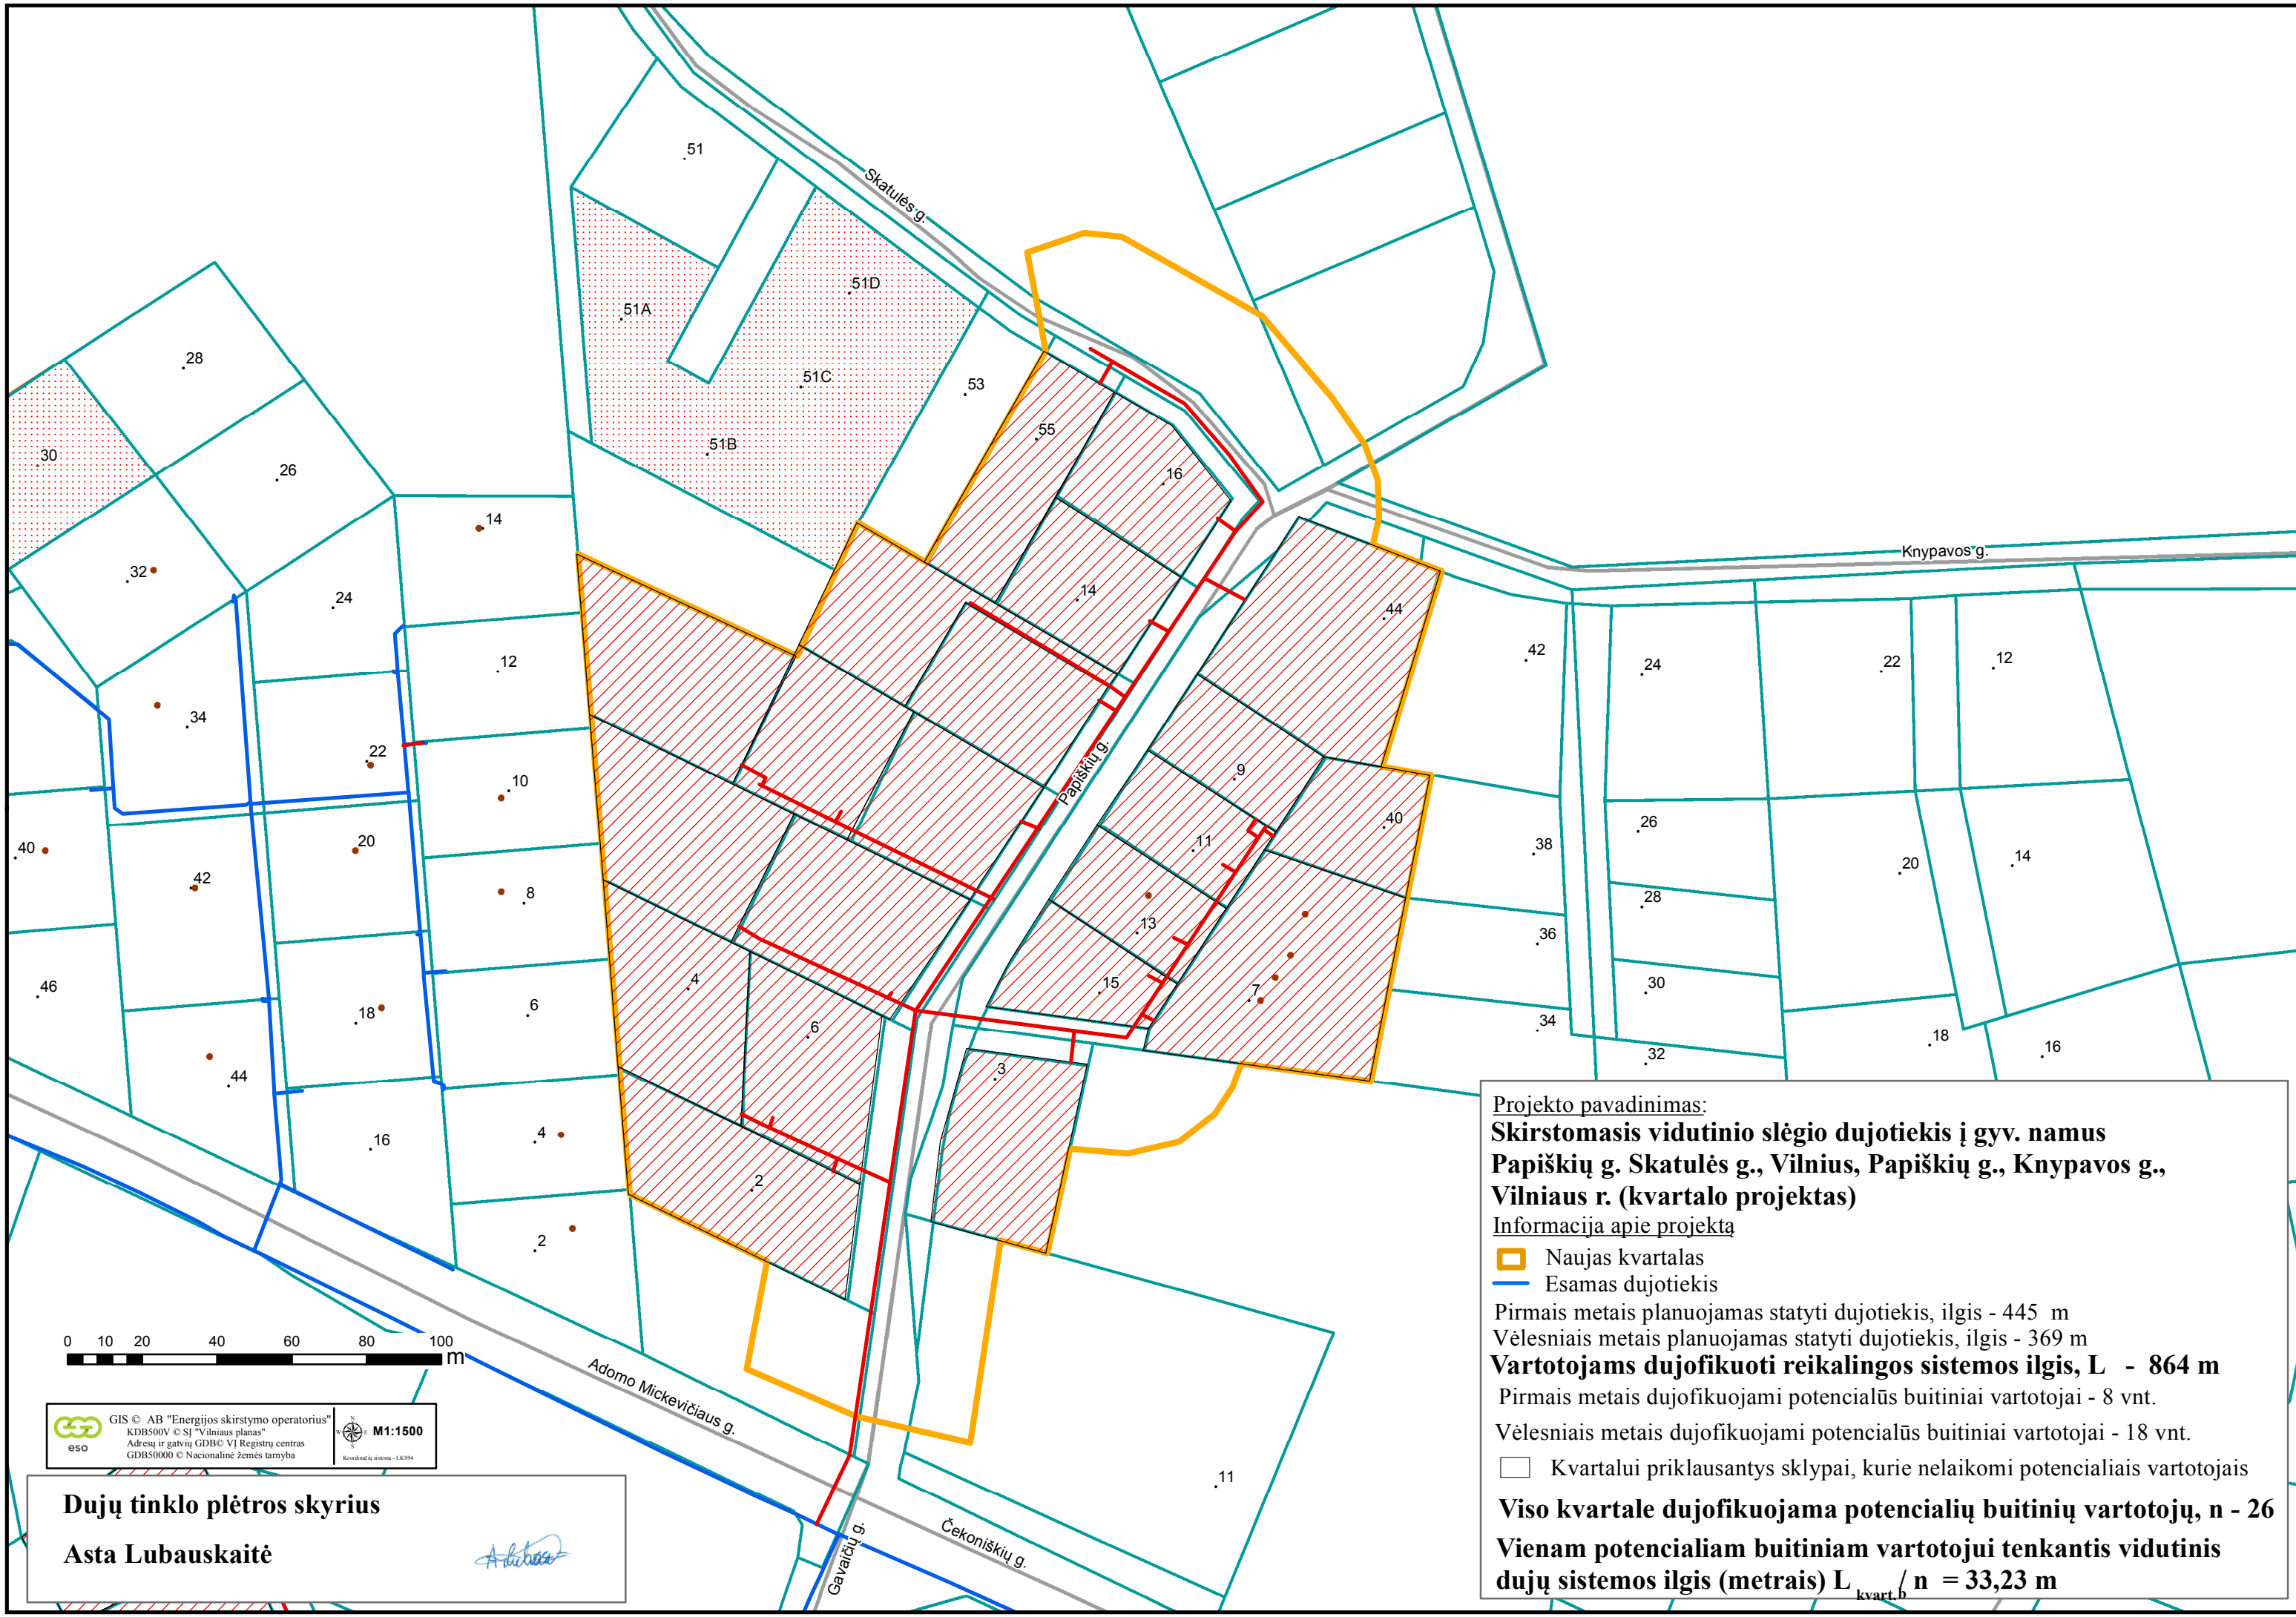 51
Skatulės g.
51D
51A
28
51C
53
55
51B
30
26
16
14
Knypavos g.
32
24
14
44
42
12
24
22
12
34
22
10
Papiškių g.
9
40
26
40
20
11
38
20
14
42
8
13
28
36
46
18
6
4
15
7
30
6
34
18
16
44
3
32
16
4
2
2
11
Projekto pavadinimas:
Skirstomasis vidutinio slėgio dujotiekis į gyv. namus
Papiškių g. Skatulės g., Vilnius, Papiškių g., Knypavos g.,
Vilniaus r. (kvartalo projektas)
Informacija apie projektą
Naujas kvartalas
Esamas dujotiekis
Pirmais metais planuojamas statyti dujotiekis, ilgis - 445 m
Vėlesniais metais planuojamas statyti dujotiekis, ilgis - 369 m
Vartotojams dujofikuoti reikalingos sistemos ilgis, L - 864 m
Pirmais metais dujofikuojami potencialūs buitiniai vartotojai - 8 vnt.
Vėlesniais metais dujofikuojami potencialūs buitiniai vartotojai - 18 vnt.
Kvartalui priklausantys sklypai, kurie nelaikomi potencialiais vartotojais
Viso kvartale dujofikuojama potencialių buitinių vartotojų, n - 26
Vienam potencialiam buitiniam vartotojui tenkantis vidutinis
dujų sistemos ilgis (metrais) L kvart.b / n = 33,23 m
0 10 20 40 60 80 100
m
Adomo Mickevičiaus g.
Čekoniškių g.
Gavaičių g.
eso
GIS © AB "Energijos skirstymo operatorius"
KDB500V © SĮ "Vilniaus planas"
Adresų ir gatvių GDB© VĮ Registrų centras
GDB50000 © Nacionalinė žemės tarnyba
N
W E
S
M1:1500
Koordinačių sistema - LKS94
Dujų tinklo plėtros skyrius
Asta Lubauskaitė